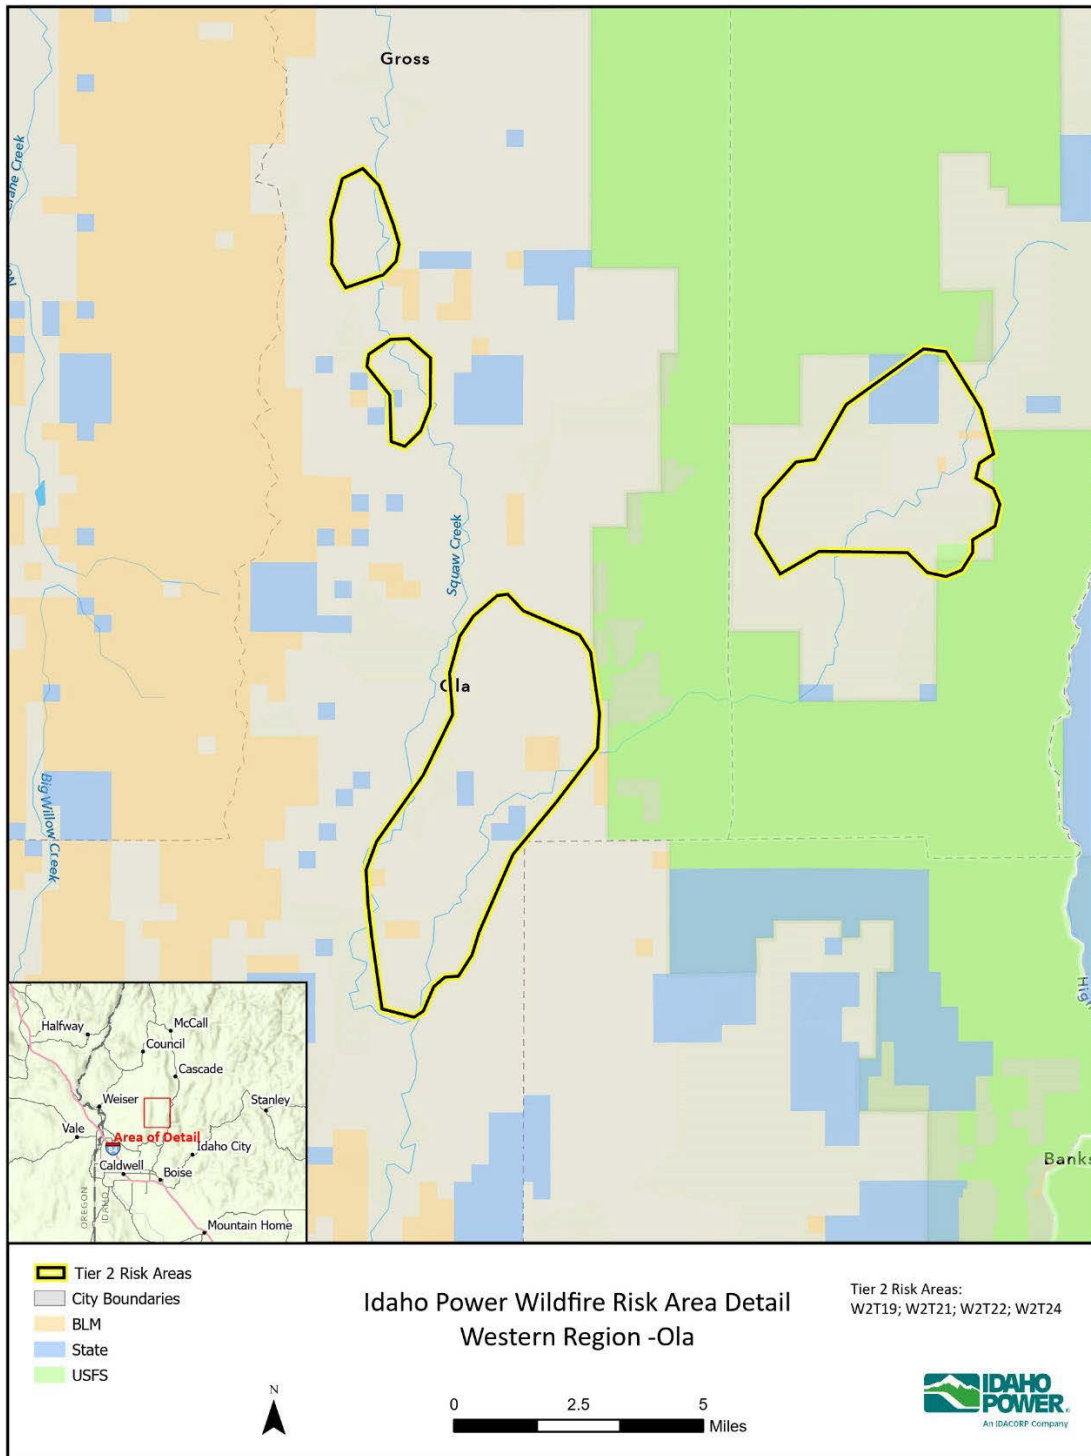 Gross
Crane Creek
Squaw Creek
Ola
Big Willow Creek
Banks
Halfway
McCall
Council
Cascade
Weiser
Stanley
Vale
Area of Detail
Idaho City
Caldwell
Boise
OREGON
IDAHO
Mountain Home
Tier 2 Risk Areas
City Boundaries
BLM
State
USFS
Idaho Power Wildfire Risk Area Detail
Western Region -Ola
Tier 2 Risk Areas:
W2T19; W2T21; W2T22; W2T24
N
0 2.5 5
Miles
IDAHO
POWER®
An IDACORP Company